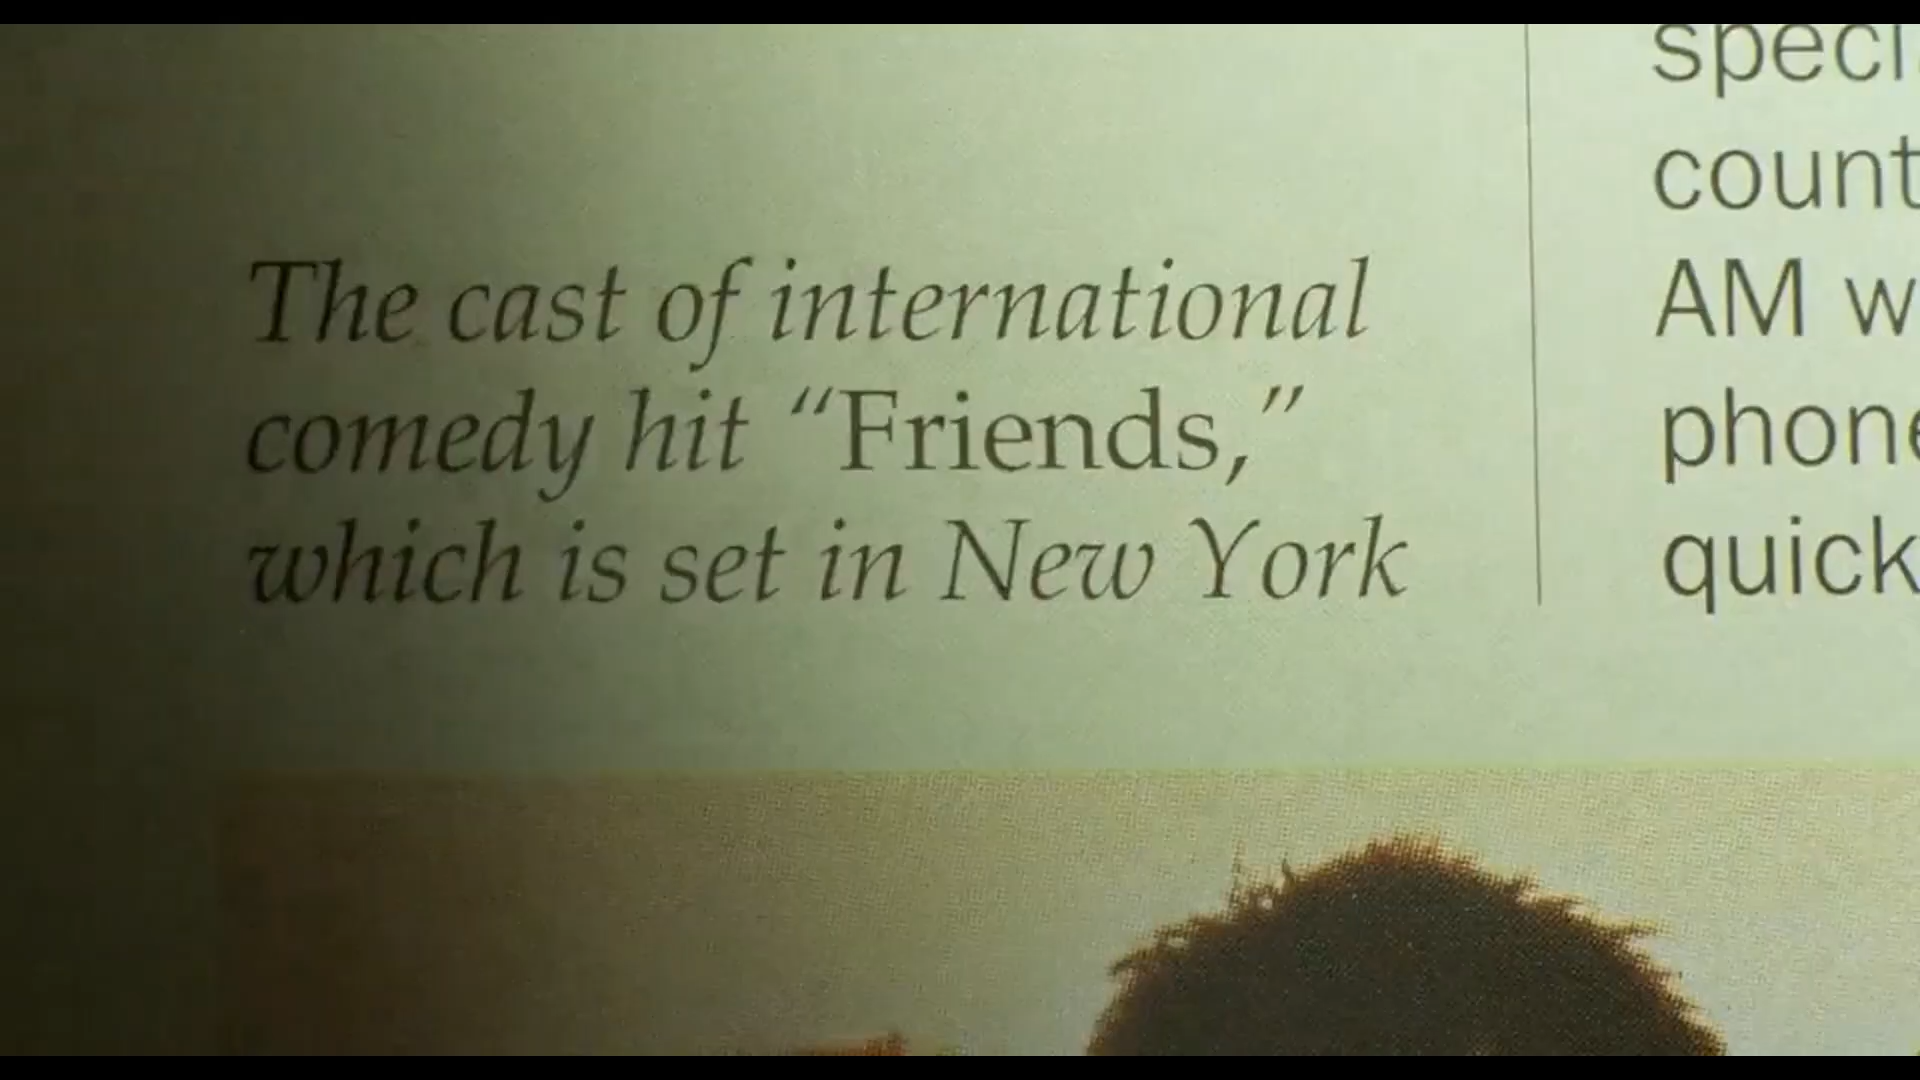 The cast of international
comedy hit “Friends,”
which is set in New York
AM